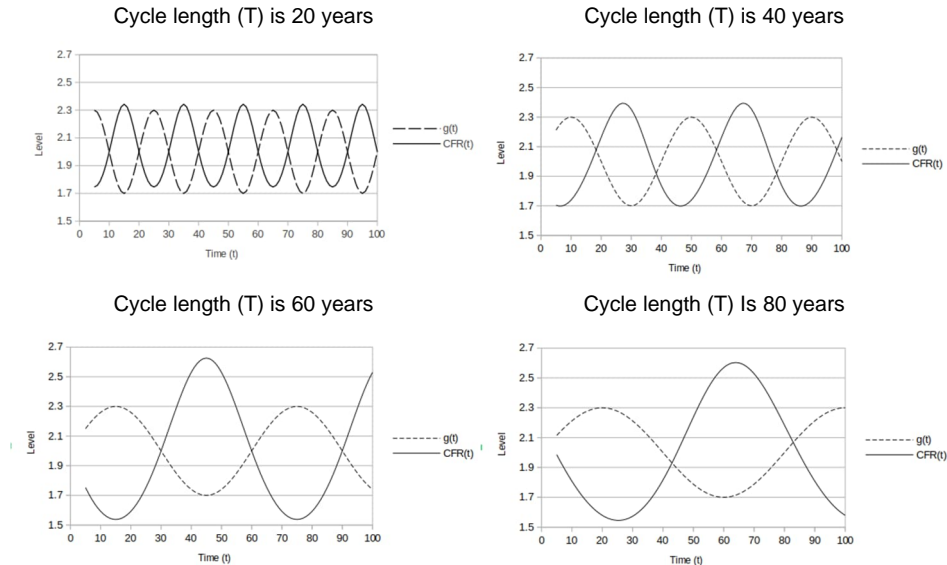 Cycle length (T) is 20 years
2.7
2.5
2.3
2.1
1.9
1.7
1.5
Level
0 10 20 30 40 50 60 70 80 90 100
Time (t)
g(t)
CFR(t)
Cycle length (T) is 40 years
2.7
2.5
2.3
2.1
1.9
1.7
1.5
Level
0 10 20 30 40 50 60 70 80 90 100
Time (t)
g(t)
CFR(t)
Cycle length (T) is 60 years
2.7
2.5
2.3
2.1
1.9
1.7
1.5
Level
0 10 20 30 40 50 60 70 80 90 100
Time (t)
g(t)
CFR(t)
Cycle length (T) Is 80 years
2.7
2.5
2.3
2.1
1.9
1.7
1.5
Level
0 10 20 30 40 50 60 70 80 90 100
Time (t)
g(t)
CFR(t)